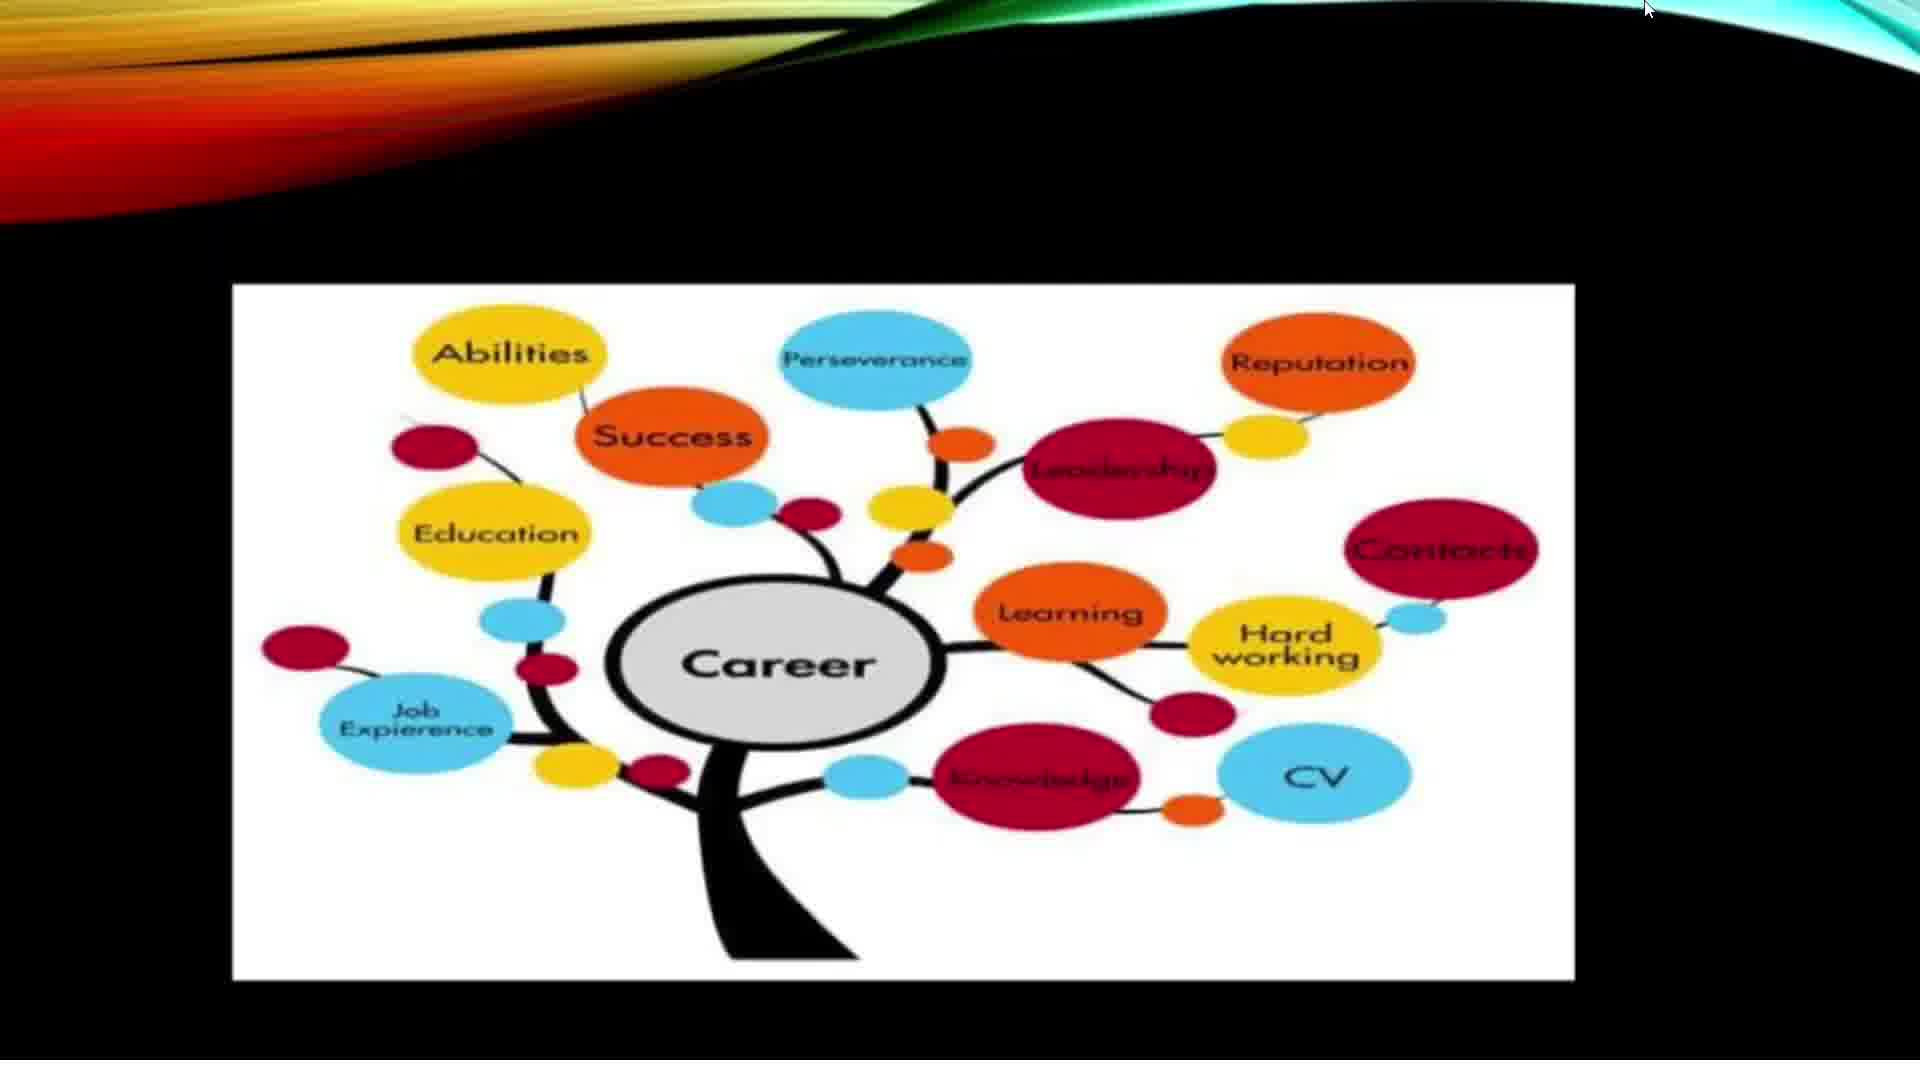 Abilities
Perseverance
Reputation
Success
Leadership
Education
Contacts
Learning
Hard
working
Career
Job
Expierence
Knowledge
CV